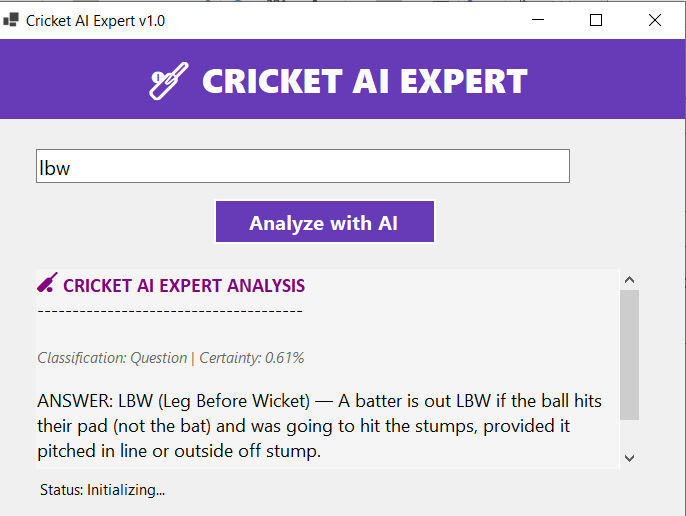 Cricket AI Expert v1.0
CRICKET AI EXPERT
lbw
Analyze with AI
CRICKET AI EXPERT ANALYSIS
--------------------------------------
Classification: Question | Certainty: 0.61%
ANSWER: LBW (Leg Before Wicket) — A batter is out LBW if the ball hits
their pad (not the bat) and was going to hit the stumps, provided it
pitched in line or outside off stump.
Status: Initializing...